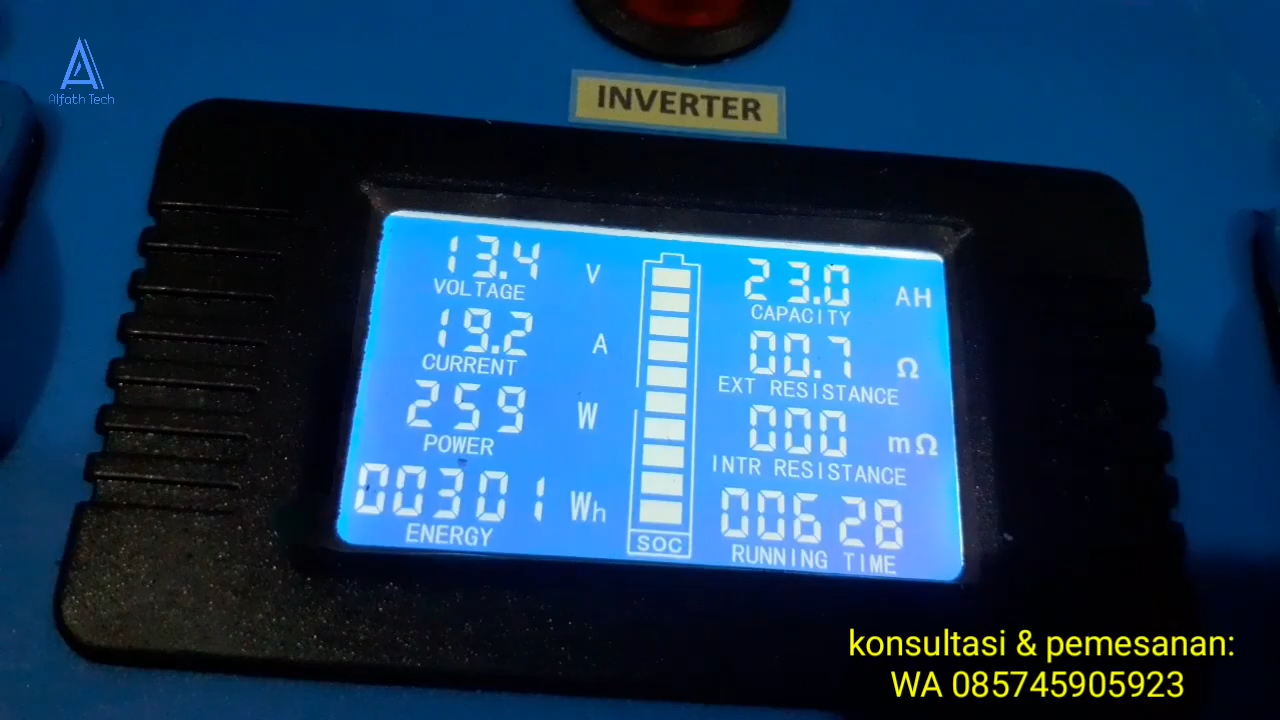 Alfath Tech
INVERTER
13.4 V
VOLTAGE
19.2 A
CURRENT
259 W
POWER
00301 Wh
ENERGY
SOC
23.0 AH
CAPACITY
00.7 Ω
EXT RESISTANCE
000 mΩ
INTR RESISTANCE
00628
RUNNING TIME
konsultasi & pemesanan:
WA 085745905923